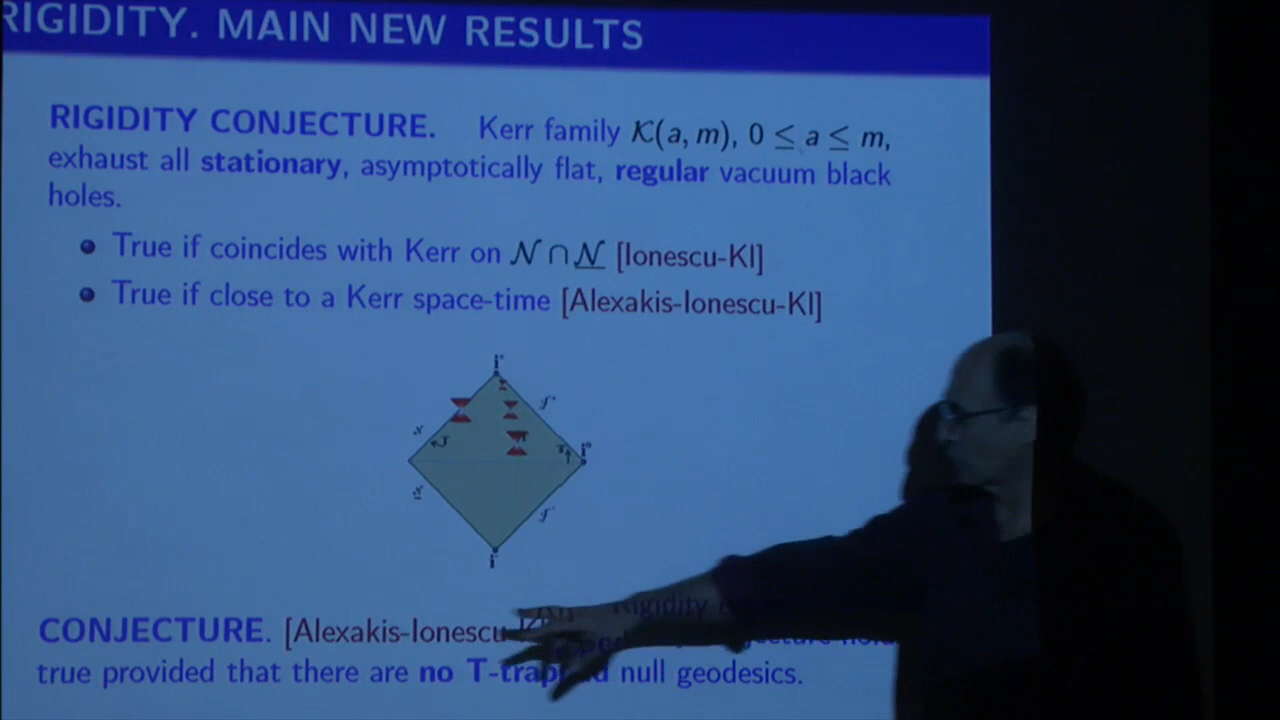 RIGIDITY. MAIN NEW RESULTS
RIGIDITY CONJECTURE. Kerr family K(a, m), 0 ≤ a ≤ m,
exhaust all stationary, asymptotically flat, regular vacuum black
holes.
True if coincides with Kerr on N ∩ N [Ionescu-Kl]
True if close to a Kerr space-time [Alexakis-Ionescu-Kl]
Rigidity
CONJECTURE. [Alexakis-Ionescu-
true provided that there are no T-trapped null geodesics.